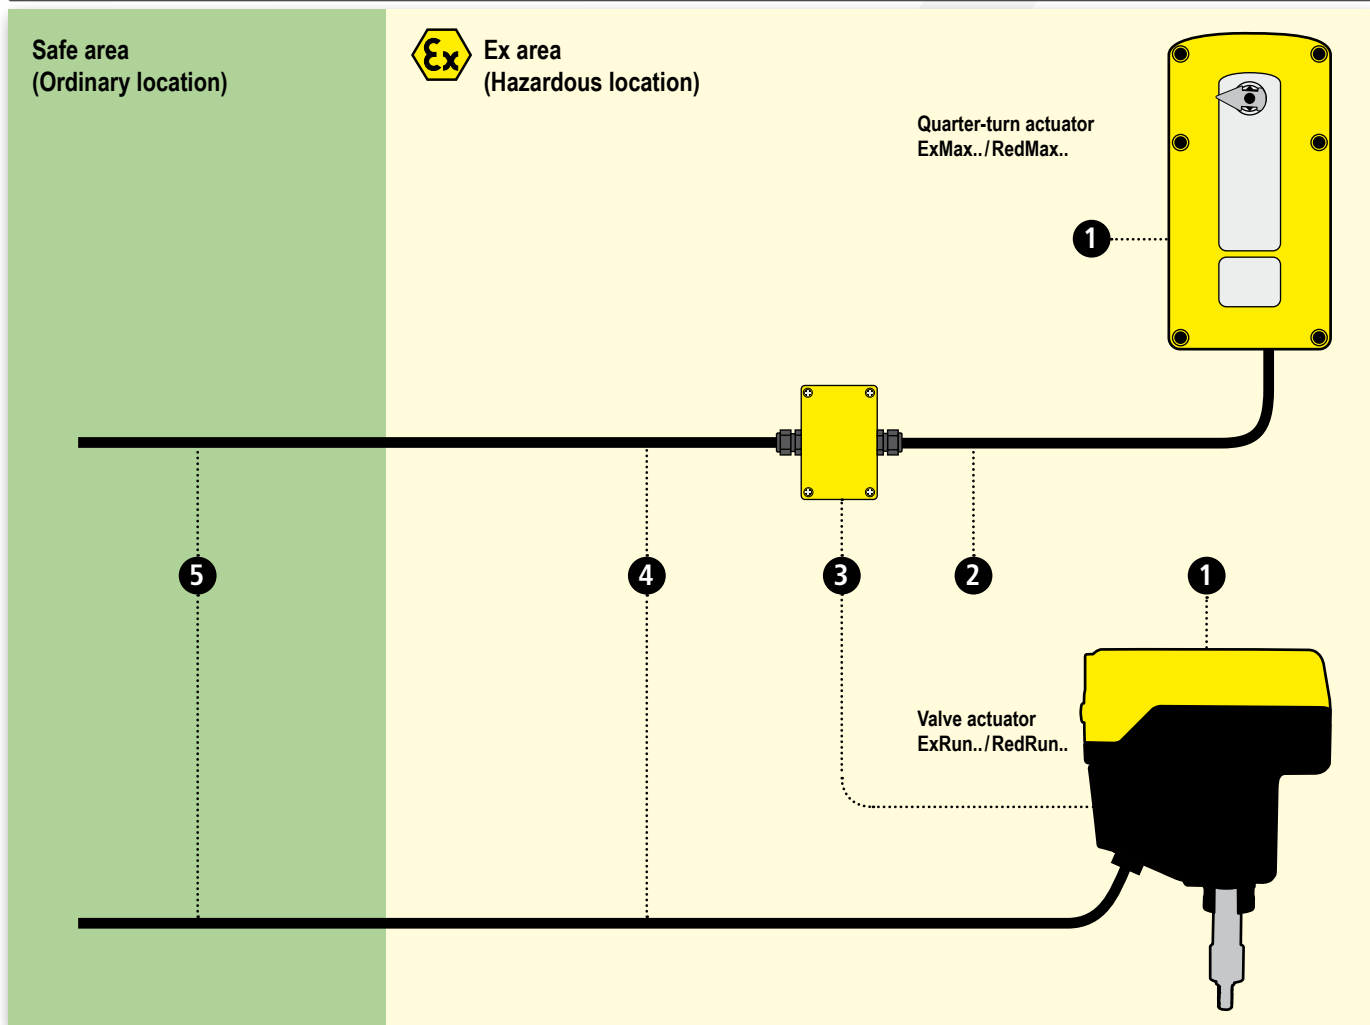 Safe area
(Ordinary location)
Ex
Ex area
(Hazardous location)
Quarter-turn actuator
ExMax../RedMax..
1
5
4
3
2
1
Valve actuator
ExRun../RedRun..